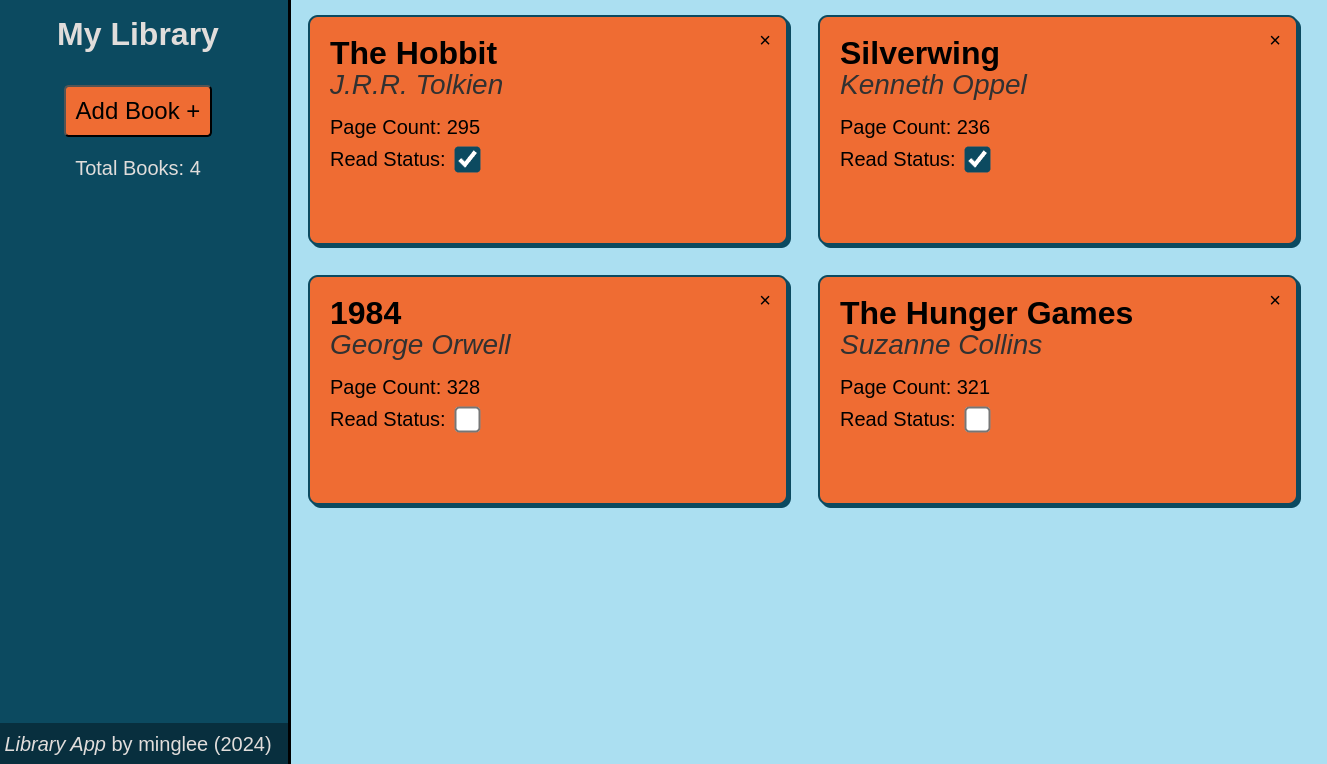 My Library
Add Book +
Total Books: 4
Library App by minglee (2024)
The Hobbit
×
J.R.R. Tolkien
Page Count: 295
Read Status:
Silverwing
×
Kenneth Oppel
Page Count: 236
Read Status:
1984
×
George Orwell
Page Count: 328
Read Status:
The Hunger Games
×
Suzanne Collins
Page Count: 321
Read Status: